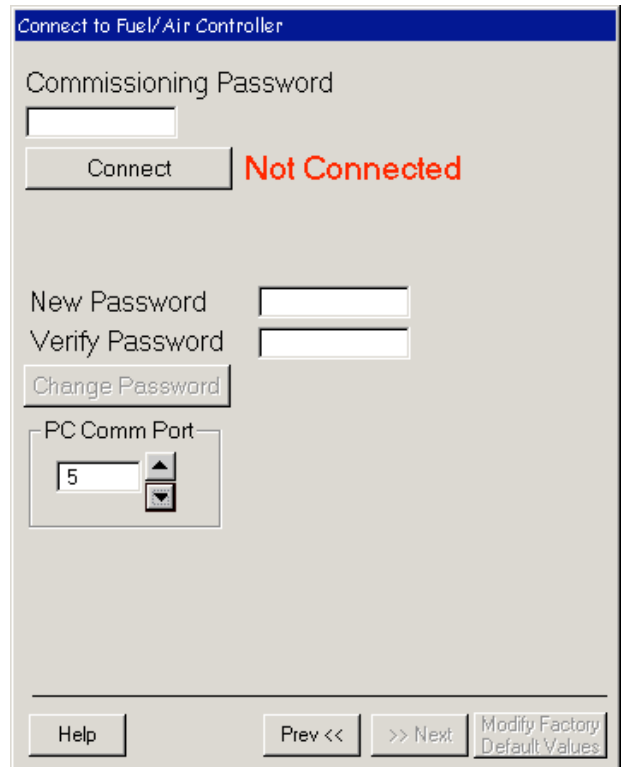 Connect to Fuel/Air Controller
Commissioning Password
Connect
Not Connected
New Password
Verify Password
Change Password
PC Comm Port
5
Help
Prev <<
>> Next
Modify Factory
Default Values